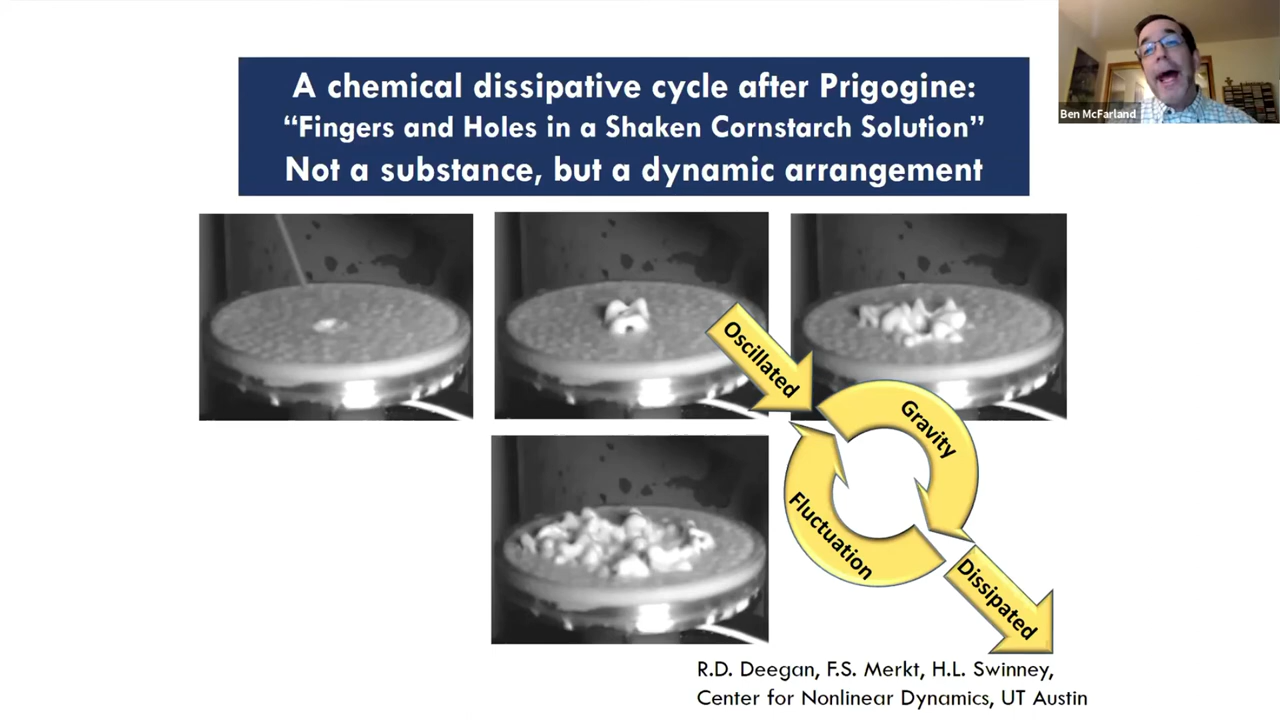 A chemical dissipative cycle after Prigogine:
“Fingers and Holes in a Shaken Cornstarch Solution”
Not a substance, but a dynamic arrangement
Ben McFarland
Oscillated
Gravity
Fluctuation
Dissipated
R.D. Deegan, F.S. Merkt, H.L. Swinney,
Center for Nonlinear Dynamics, UT Austin